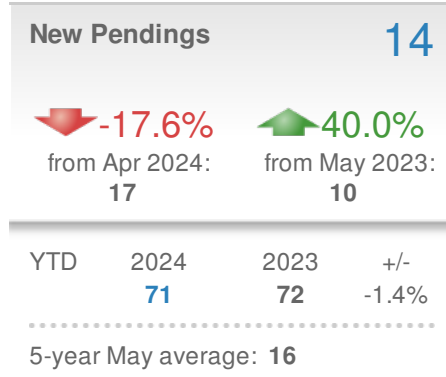 New Pendings 14
-17.6% 40.0%
from Apr 2024: from May 2023:
17 10
YTD 2024 2023 +/-
71 72 -1.4%
5-year May average: 16